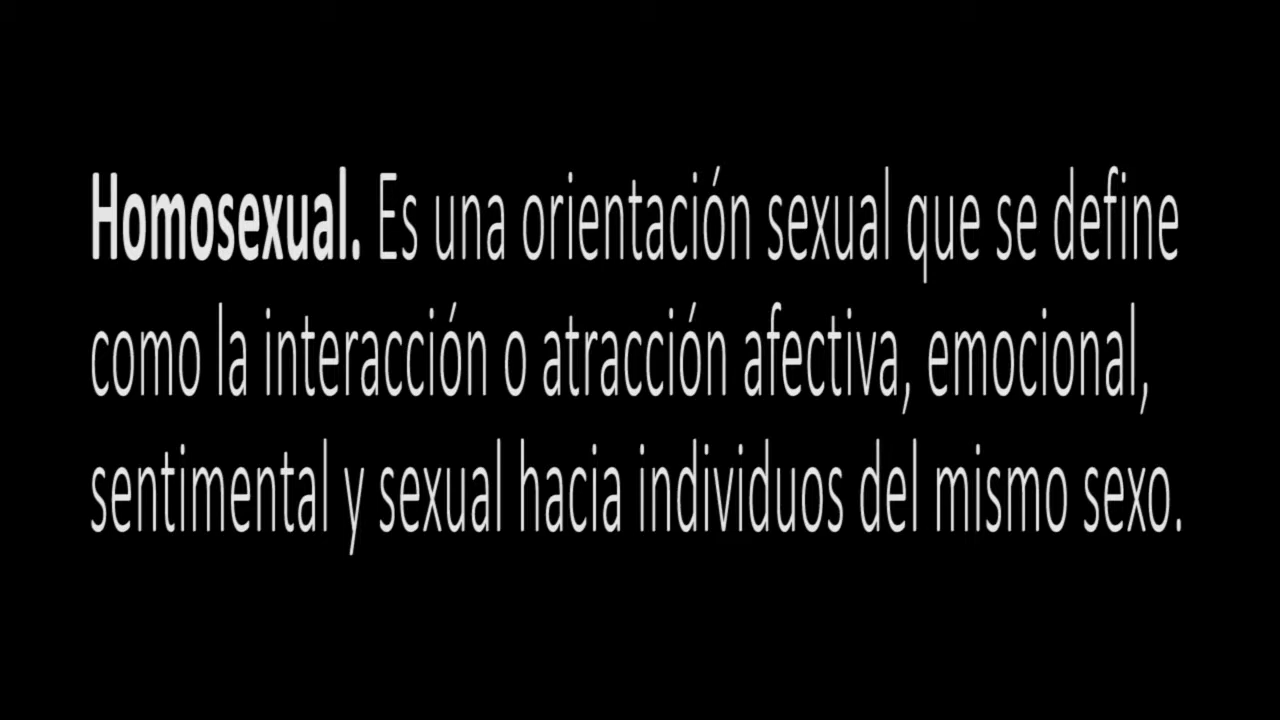 Homosexual. Es una orientación sexual que se define
como la interacción o atracción afectiva, emocional,
sentimental y sexual hacia individuos del mismo sexo.